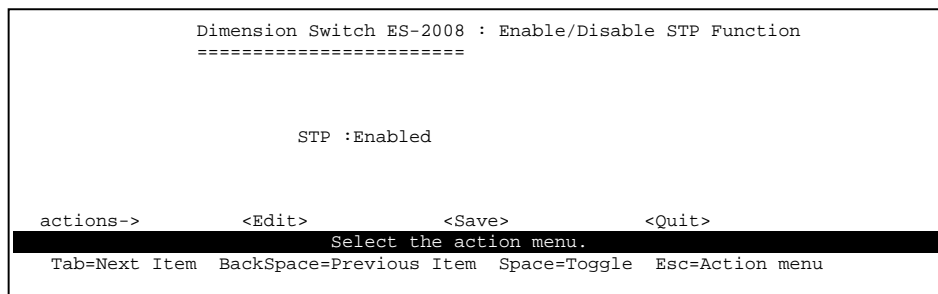 Dimension Switch ES-2008 : Enable/Disable STP Function
========================
STP :Enabled
actions-> <Edit> <Save> <Quit>
Select the action menu.
Tab=Next Item BackSpace=Previous Item Space=Toggle Esc=Action menu